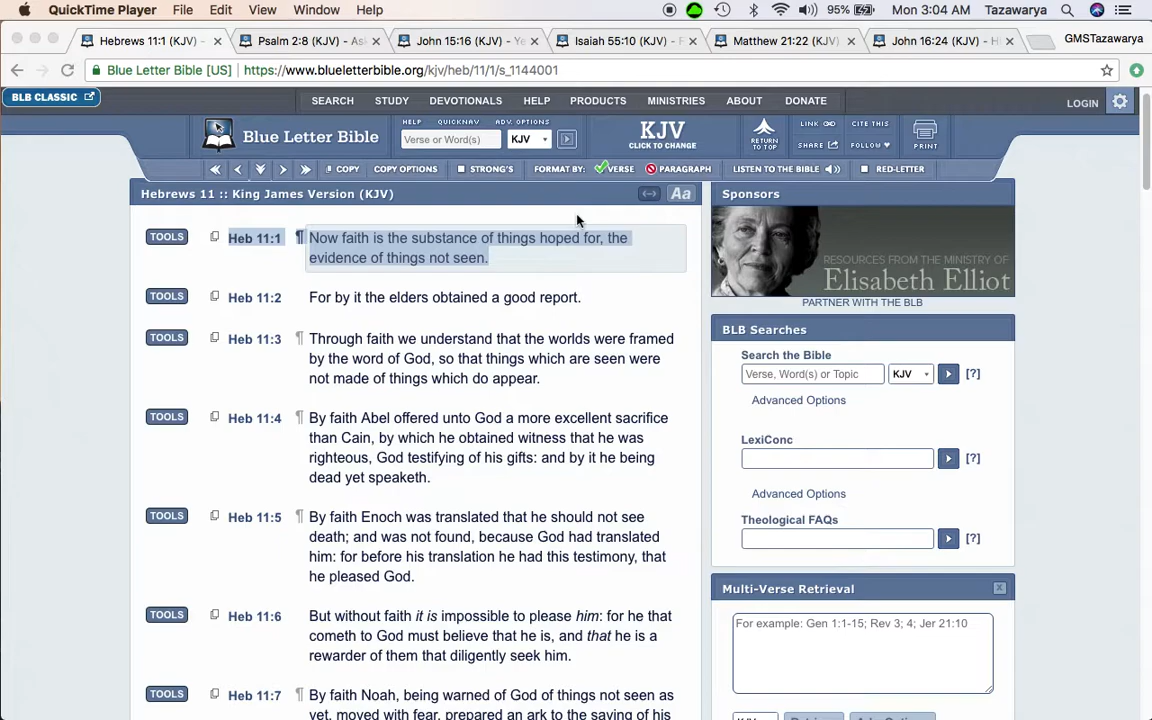 QuickTime Player File Edit View Window Help 95% Mon 3:04 AM Tazawarya
Hebrews 11:1 (KJV) × Psalm 2:8 (KJV) - As × John 15:16 (KJV) - Ye × Isaiah 55:10 (KJV) - F × Matthew 21:22 (KJV) × John 16:24 (KJV) - H × GMSTazawarya
Blue Letter Bible [US] https://www.blueletterbible.org/kjv/heb/11/1/s_1144001
BLB CLASSIC
SEARCH STUDY DEVOTIONALS HELP PRODUCTS MINISTRIES ABOUT DONATE LOGIN
Blue Letter Bible
HELP QUICKNAV ADV. OPTIONS
Verse or Word(s) KJV
KJV
CLICK TO CHANGE
RETURN
TO TOP
LINK CITE THIS
SHARE FOLLOW
PRINT
COPY COPY OPTIONS STRONG'S FORMAT BY: VERSE PARAGRAPH LISTEN TO THE BIBLE RED-LETTER
Hebrews 11 :: King James Version (KJV) Aa
TOOLS Heb 11:1 ¶ Now faith is the substance of things hoped for, the
evidence of things not seen.
TOOLS Heb 11:2 For by it the elders obtained a good report.
TOOLS Heb 11:3 ¶ Through faith we understand that the worlds were framed
by the word of God, so that things which are seen were
not made of things which do appear.
TOOLS Heb 11:4 ¶ By faith Abel offered unto God a more excellent sacrifice
than Cain, by which he obtained witness that he was
righteous, God testifying of his gifts: and by it he being
dead yet speaketh.
TOOLS Heb 11:5 ¶ By faith Enoch was translated that he should not see
death; and was not found, because God had translated
him: for before his translation he had this testimony, that
he pleased God.
TOOLS Heb 11:6 But without faith it is impossible to please him: for he that
cometh to God must believe that he is, and that he is a
rewarder of them that diligently seek him.
TOOLS Heb 11:7 ¶ By faith Noah, being warned of God of things not seen as
yet, moved with fear, prepared an ark to the saving of his
Sponsors
RESOURCES FROM THE MINISTRY OF
Elisabeth Elliot
PARTNER WITH THE BLB
BLB Searches
Search the Bible
Verse, Word(s) or Topic KJV [?]
Advanced Options
LexiConc
[?]
Advanced Options
Theological FAQs
[?]
Multi-Verse Retrieval
For example: Gen 1:1-15; Rev 3; 4; Jer 21:10